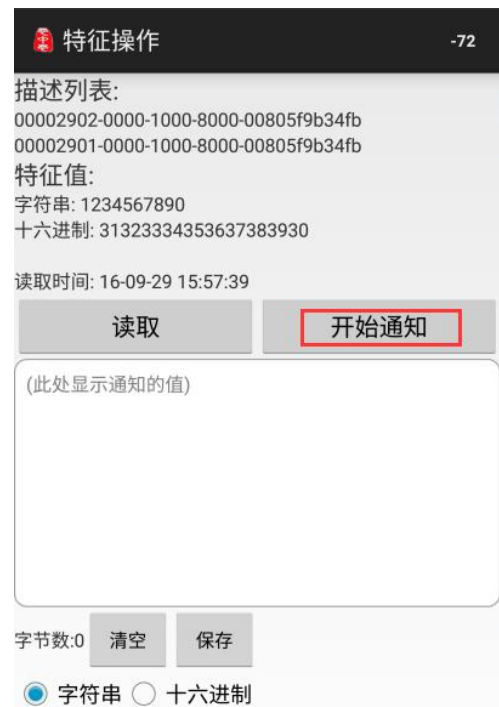 特征操作 -72
描述列表:
00002902-0000-1000-8000-00805f9b34fb
00002901-0000-1000-8000-00805f9b34fb
特征值:
字符串: 1234567890
十六进制: 31323334353637383930
读取时间: 16-09-29 15:57:39
读取 开始通知
(此处显示通知的值)
字节数:0 清空 保存
字符串 十六进制